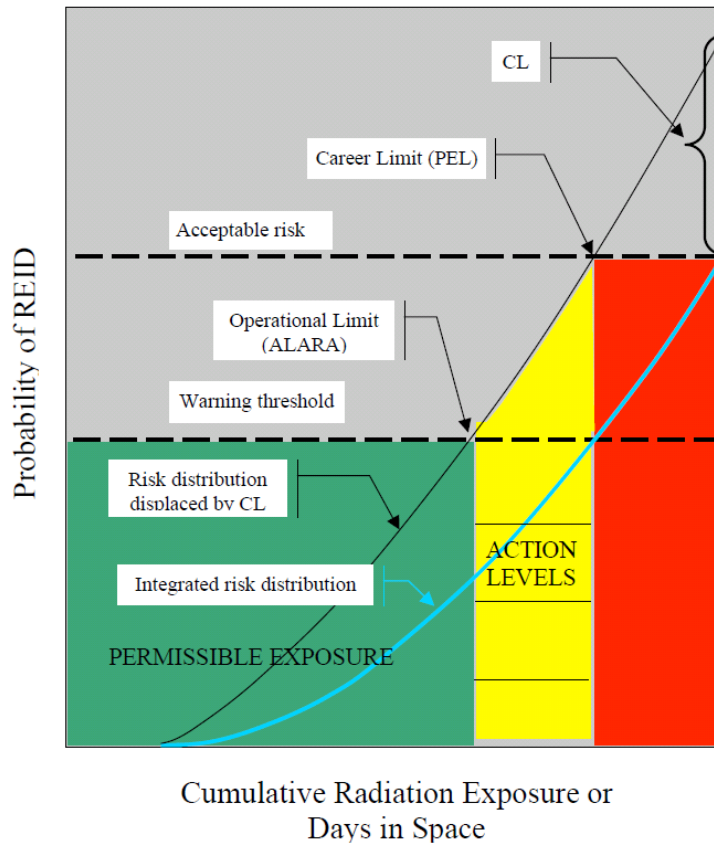 CL
Career Limit (PEL)
Acceptable risk
Operational Limit
(ALARA)
Warning threshold
Risk distribution
displaced by CL
Integrated risk distribution
ACTION
LEVELS
PERMISSIBLE EXPOSURE
Probability of REID
Cumulative Radiation Exposure or
Days in Space